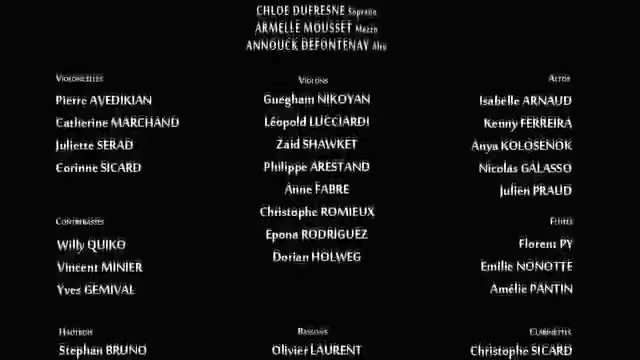 CHLOE DUFRESNE Soprano
ARMELLE MOUSSET Mezzo
ANNOUCK DEFONTENAY Alto
VIOLONCELLES
Pierre AVEDIKIAN
Catherine MARCHAND
Juliette SERAD
Corinne SICARD
CONTREBASSES
Willy QUIKO
Vincent MINIER
Yves GEMIVAL
HAUTBOIS
Stephan BRUNO
VIOLONS
Guegham NIKOYAN
Léopold LUCCIARDI
Zaid SHAWKET
Philippe ARESTAND
Anne FABRE
Christophe ROMIEUX
Epona RODRIGUEZ
Dorian HOLWEG
BASSONS
Olivier LAURENT
ALTOS
Isabelle ARNAUD
Kenny FERREIRA
Anya KOLOSENOK
Nicolas GALASSO
Julien PRAUD
FLUTES
Florent PY
Emilie NONOTTE
Amélie PANTIN
CLARINETTES
Christophe SICARD